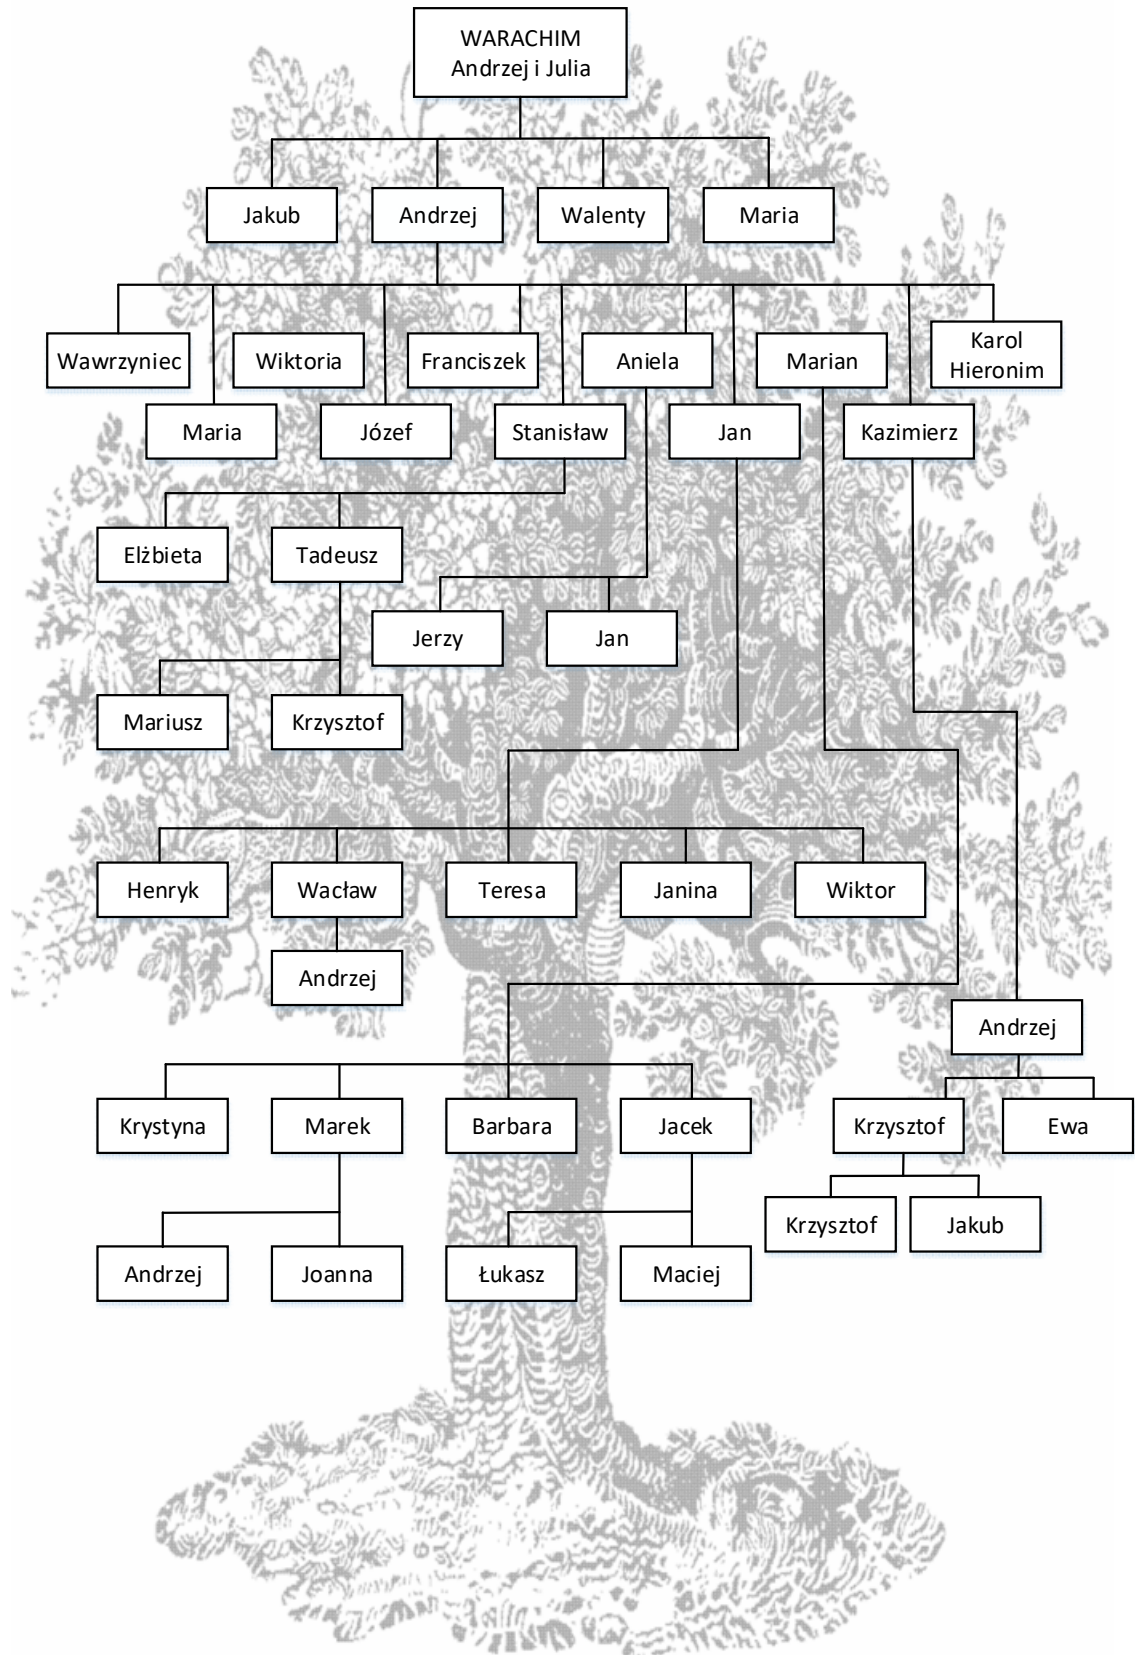 WARACHIM
Andrzej i Julia
Jakub
Andrzej
Walenty
Maria
Wawrzyniec
Wiktoria
Franciszek
Aniela
Marian
Karol
Hieronim
Maria
Józef
Stanisław
Jan
Kazimierz
Elżbieta
Tadeusz
Jerzy
Jan
Mariusz
Krzysztof
Henryk
Wacław
Teresa
Janina
Wiktor
Andrzej
Andrzej
Krystyna
Marek
Barbara
Jacek
Krzysztof
Ewa
Krzysztof
Jakub
Andrzej
Joanna
Łukasz
Maciej